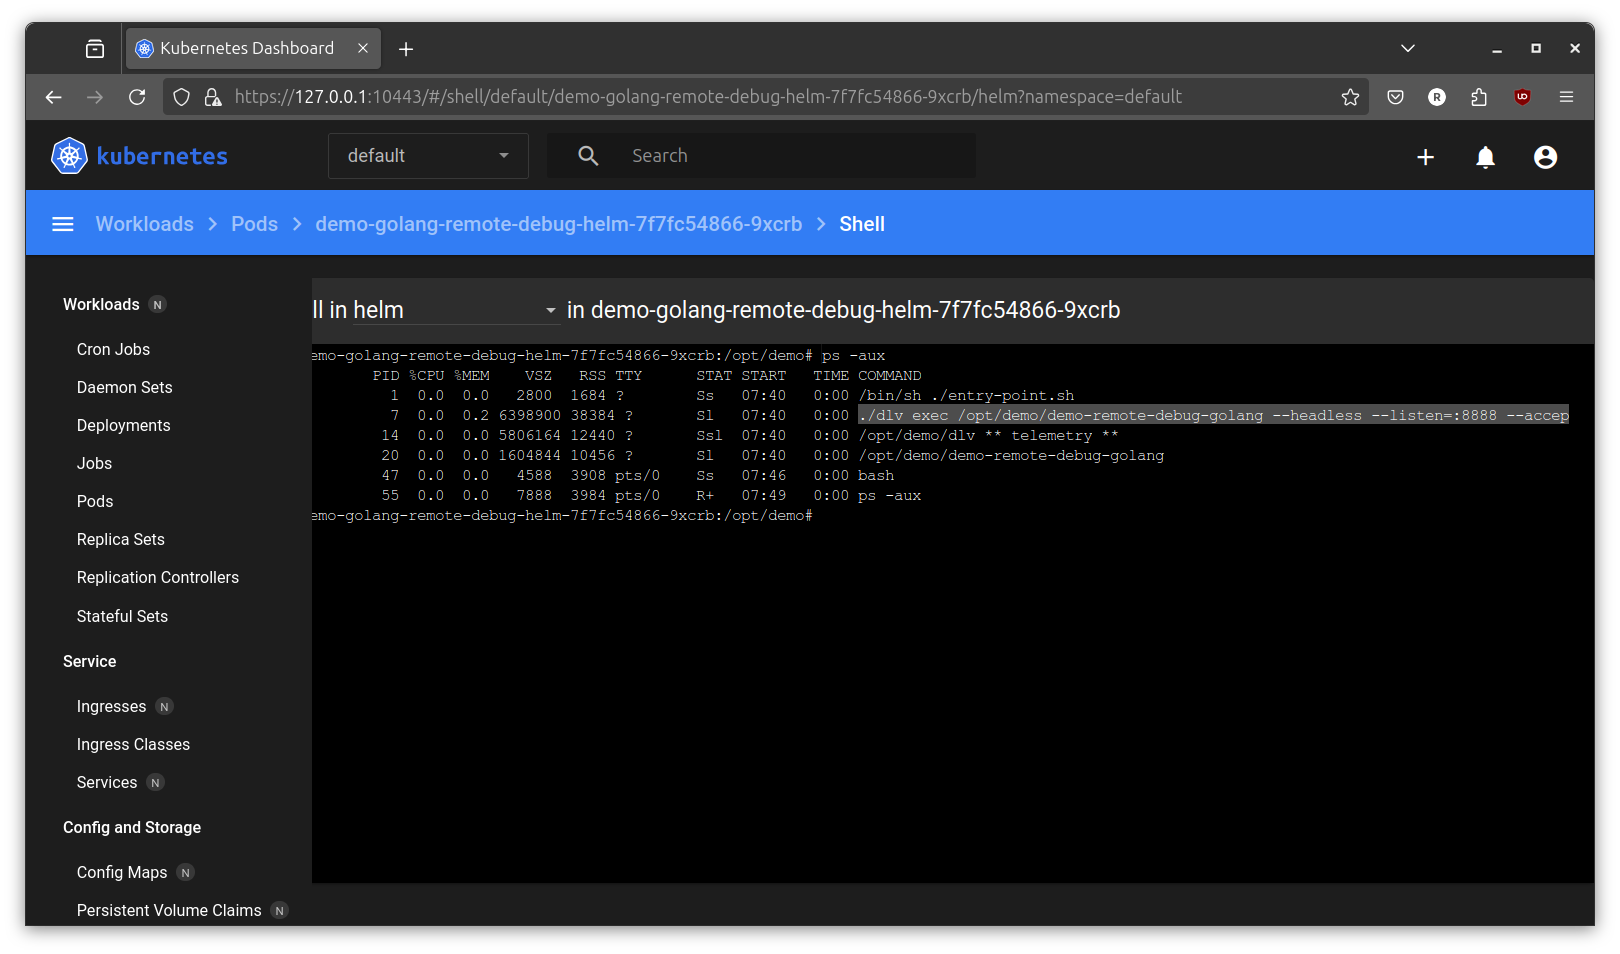 Kubernetes Dashboard
https://127.0.0.1:10443/#/shell/default/demo-golang-remote-debug-helm-7f7fc54866-9xcrb/helm?namespace=default
R
UO
kubernetes
default
Search
Workloads
Pods
demo-golang-remote-debug-helm-7f7fc54866-9xcrb
Shell
Workloads N
Cron Jobs
Daemon Sets
Deployments
Jobs
Pods
Replica Sets
Replication Controllers
Stateful Sets
Service
Ingresses N
Ingress Classes
Services N
Config and Storage
Config Maps N
Persistent Volume Claims N
ll in helm in demo-golang-remote-debug-helm-7f7fc54866-9xcrb
emo-golang-remote-debug-helm-7f7fc54866-9xcrb:/opt/demo# ps -aux
PID %CPU %MEM VSZ RSS TTY STAT START TIME COMMAND
1 0.0 0.0 2800 1684 ? Ss 07:40 0:00 /bin/sh ./entry-point.sh
7 0.0 0.2 6398900 38384 ? Sl 07:40 0:00 ./dlv exec /opt/demo/demo-remote-debug-golang --headless --listen=:8888 --accep
14 0.0 0.0 5806164 12440 ? Ssl 07:40 0:00 /opt/demo/dlv ** telemetry **
20 0.0 0.0 1604844 10456 ? Sl 07:40 0:00 /opt/demo/demo-remote-debug-golang
47 0.0 0.0 4588 3908 pts/0 Ss 07:46 0:00 bash
55 0.0 0.0 7888 3984 pts/0 R+ 07:49 0:00 ps -aux
emo-golang-remote-debug-helm-7f7fc54866-9xcrb:/opt/demo#